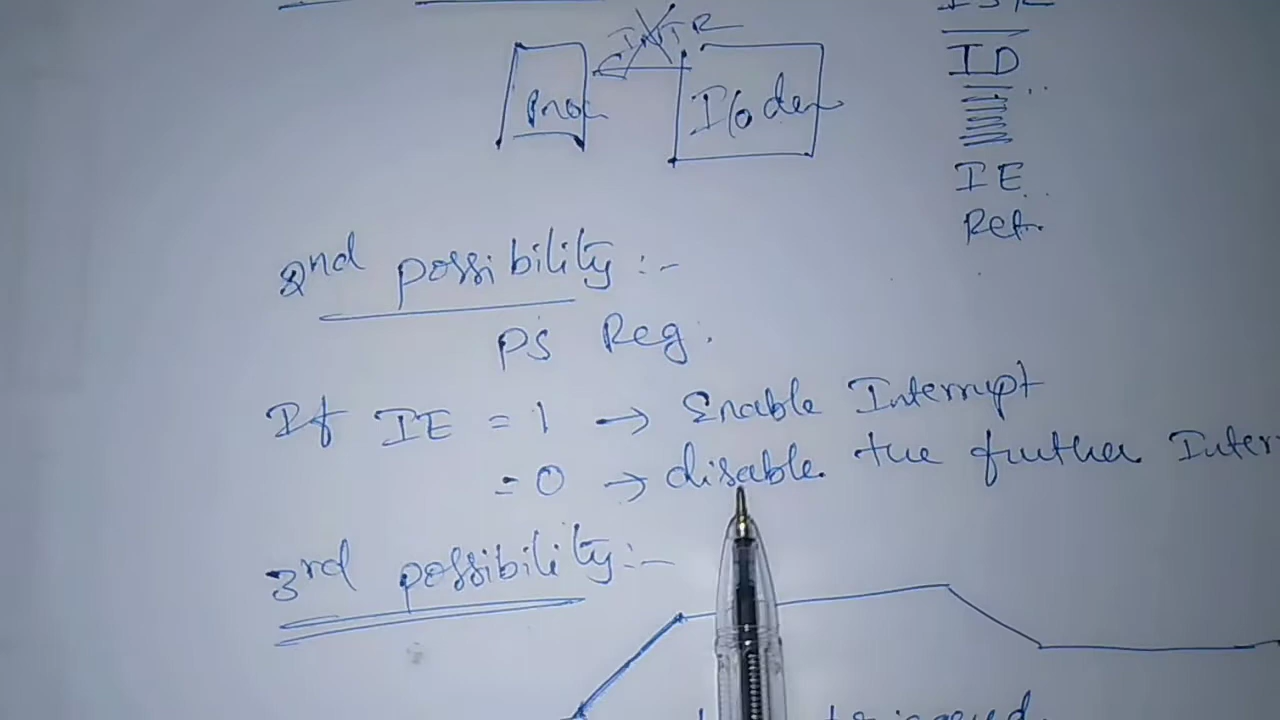 INTR
Proc
I/O dev
ID
IE
Ret.
2nd possibility :-
PS Reg.
If IE = 1 → Enable Interrupt
= 0 → disable the further Inter
3rd possibility :-